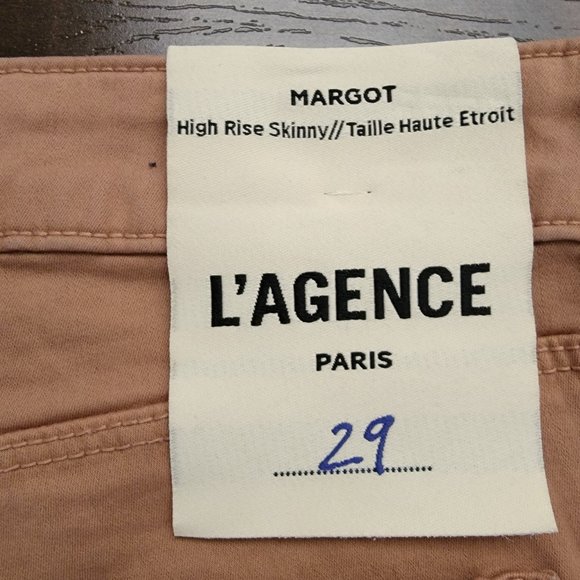 MARGOT
High Rise Skinny//Taille Haute Etroit
L'AGENCE
PARIS
29